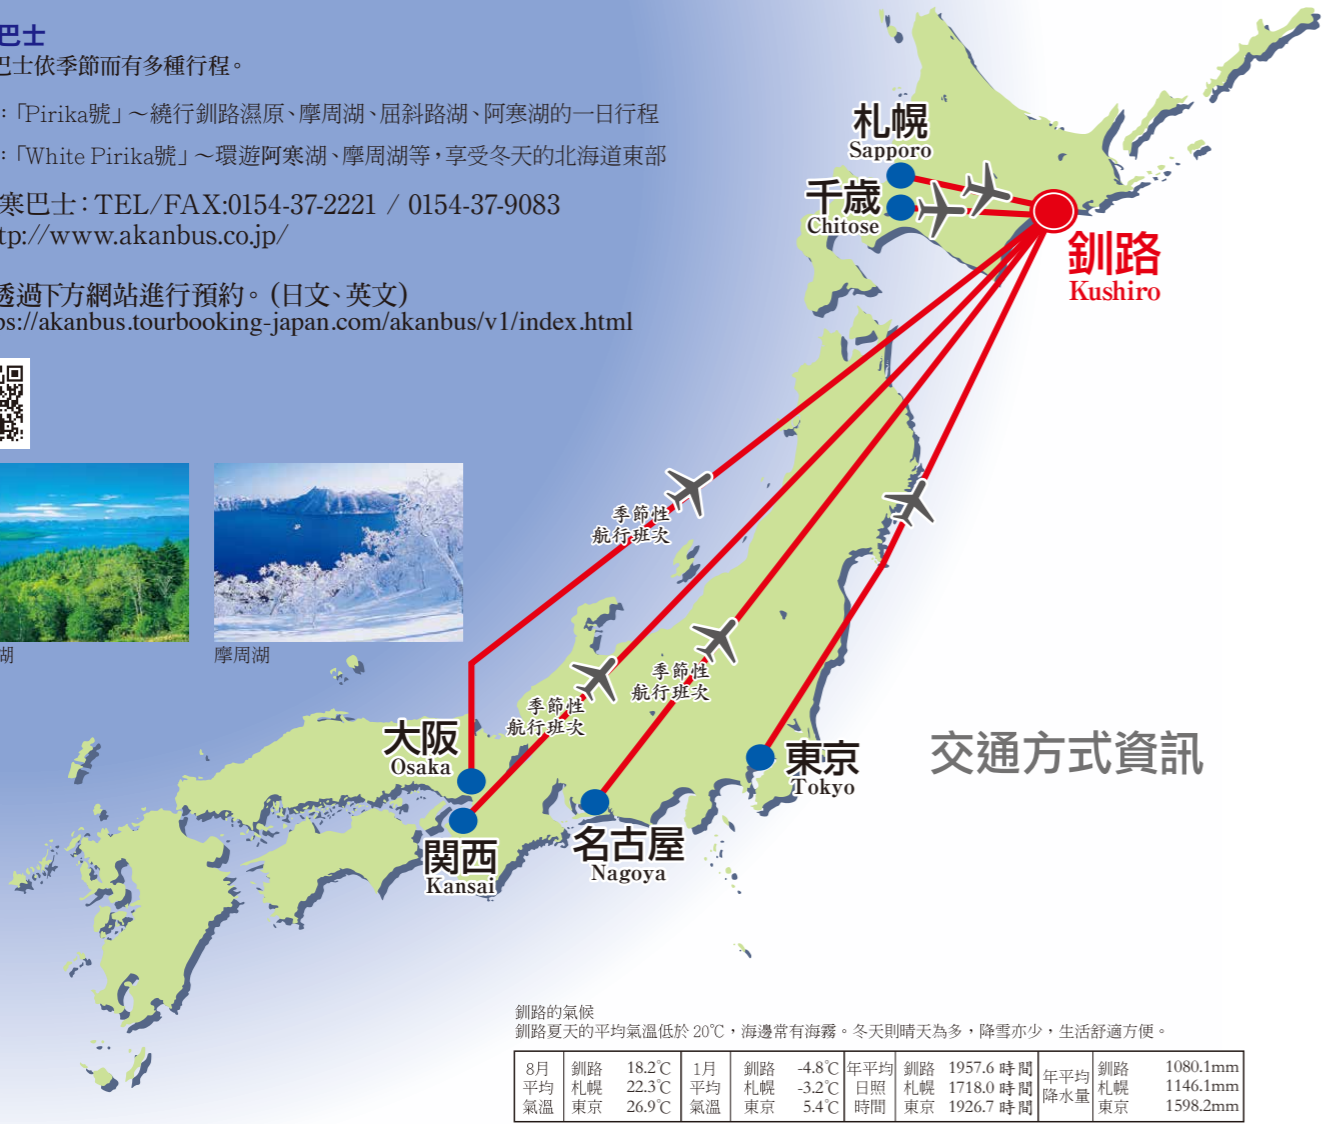 巴士
巴士依季節而有多種行程。
：「Pirika號」～繞行釧路濕原、摩周湖、屈斜路湖、阿寒湖的一日行程
：「White Pirika號」～環遊阿寒湖、摩周湖等，享受冬天的北海道東部
寒巴士：TEL/FAX:0154-37-2221 / 0154-37-9083
tp://www.akanbus.co.jp/
透過下方網站進行預約。（日文、英文）
ps://akanbus.tourbooking-japan.com/akanbus/v1/index.html
湖
摩周湖
札幌
Sapporo
千歳
Chitose
釧路
Kushiro
季節性
航行班次
季節性
航行班次
季節性
航行班次
大阪
Osaka
関西
Kansai
名古屋
Nagoya
東京
Tokyo
交通方式資訊
釧路的氣候
釧路夏天的平均氣溫低於 20℃，海邊常有海霧。冬天則晴天為多，降雪亦少，生活舒適方便。
8月 釧路 18.2℃ 1月 釧路 -4.8℃ 年平均 釧路 1957.6 時間 年平均 釧路 1080.1mm
平均 札幌 22.3℃ 平均 札幌 -3.2℃ 日照 札幌 1718.0 時間 降水量 札幌 1146.1mm
氣溫 東京 26.9℃ 氣溫 東京 5.4℃ 時間 東京 1926.7 時間 東京 1598.2mm